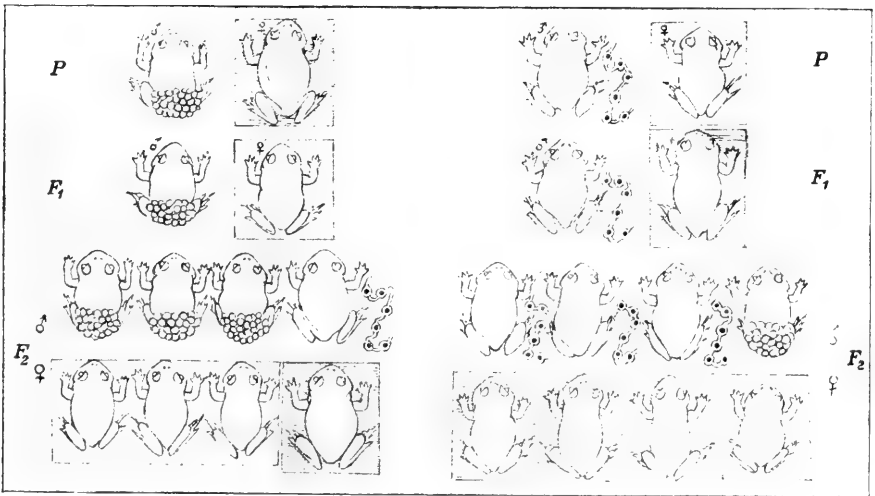 P ♂ ♂ ♀ P
F₁ ♂ ♀ ♂ F₁
♂ ♂
F₂ F₂
♀ ♀